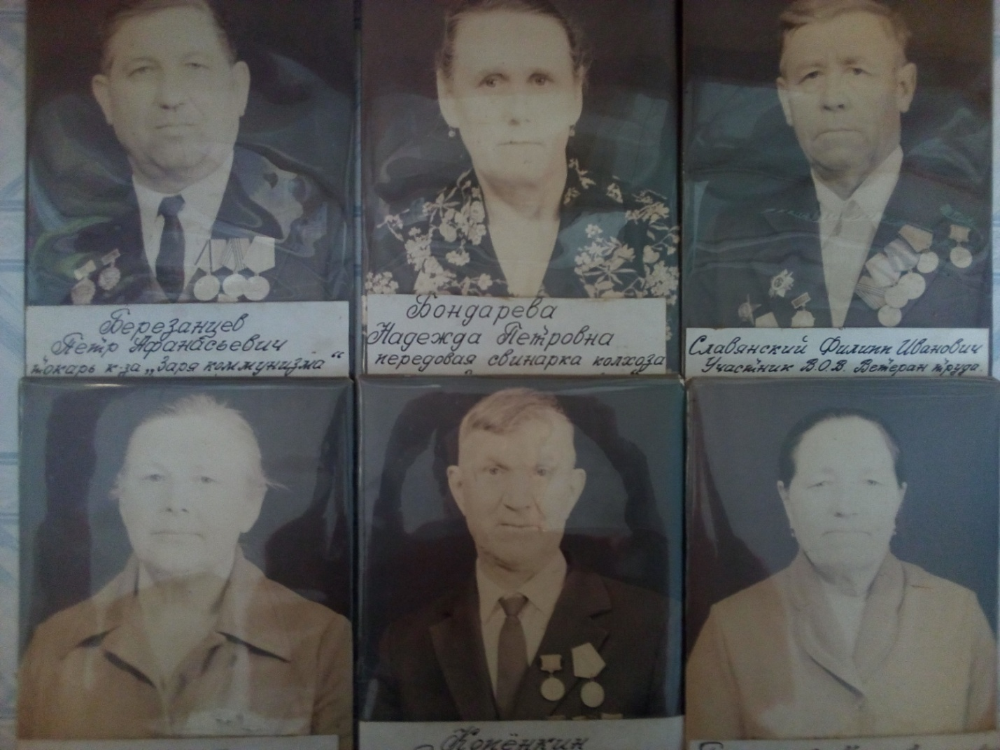 Березанцев
Петр Афанасьевич
токарь к-за „Заря коммунизма“
Бондарева
Надежда Петровна
передовая свинарка колхоза
Славянский Филипп Иванович
Участник В.О.В. Ветеран труда.
Копёнкин